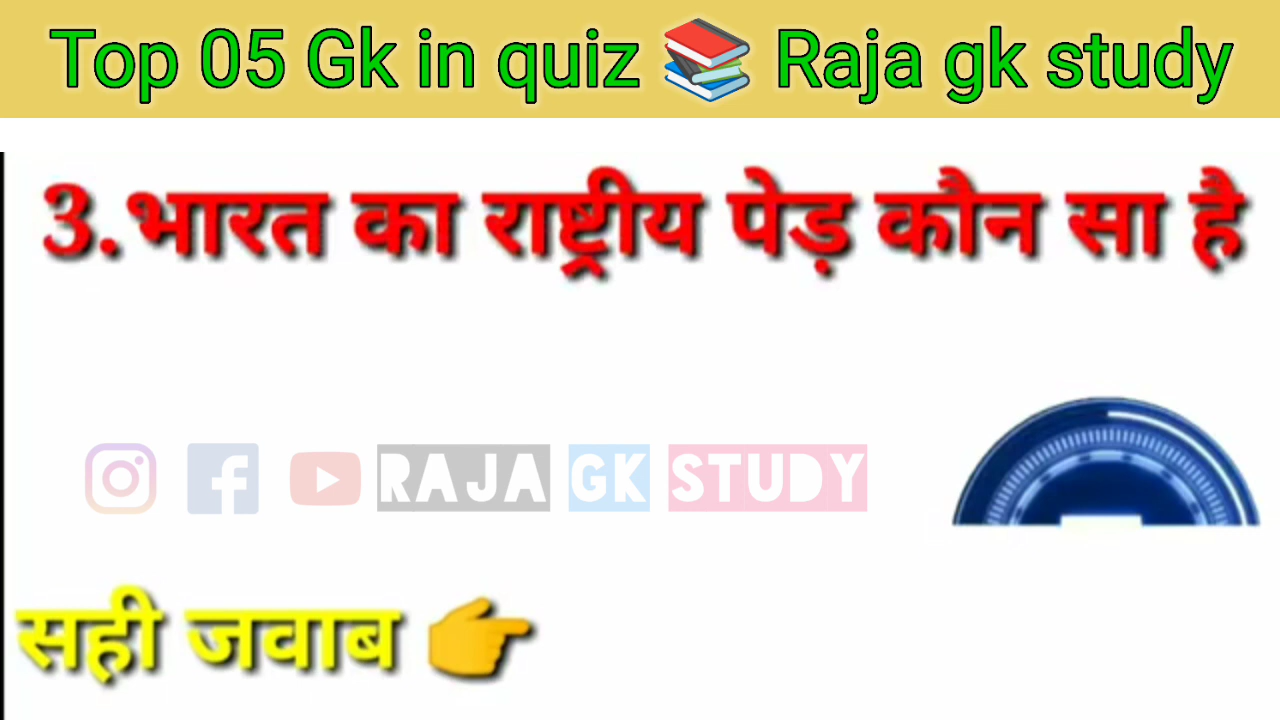 Top 05 Gk in quiz 📚 Raja gk study
3.भारत का राष्ट्रीय पेड़ कौन सा है
RAJA GK STUDY
सही जवाब 👉